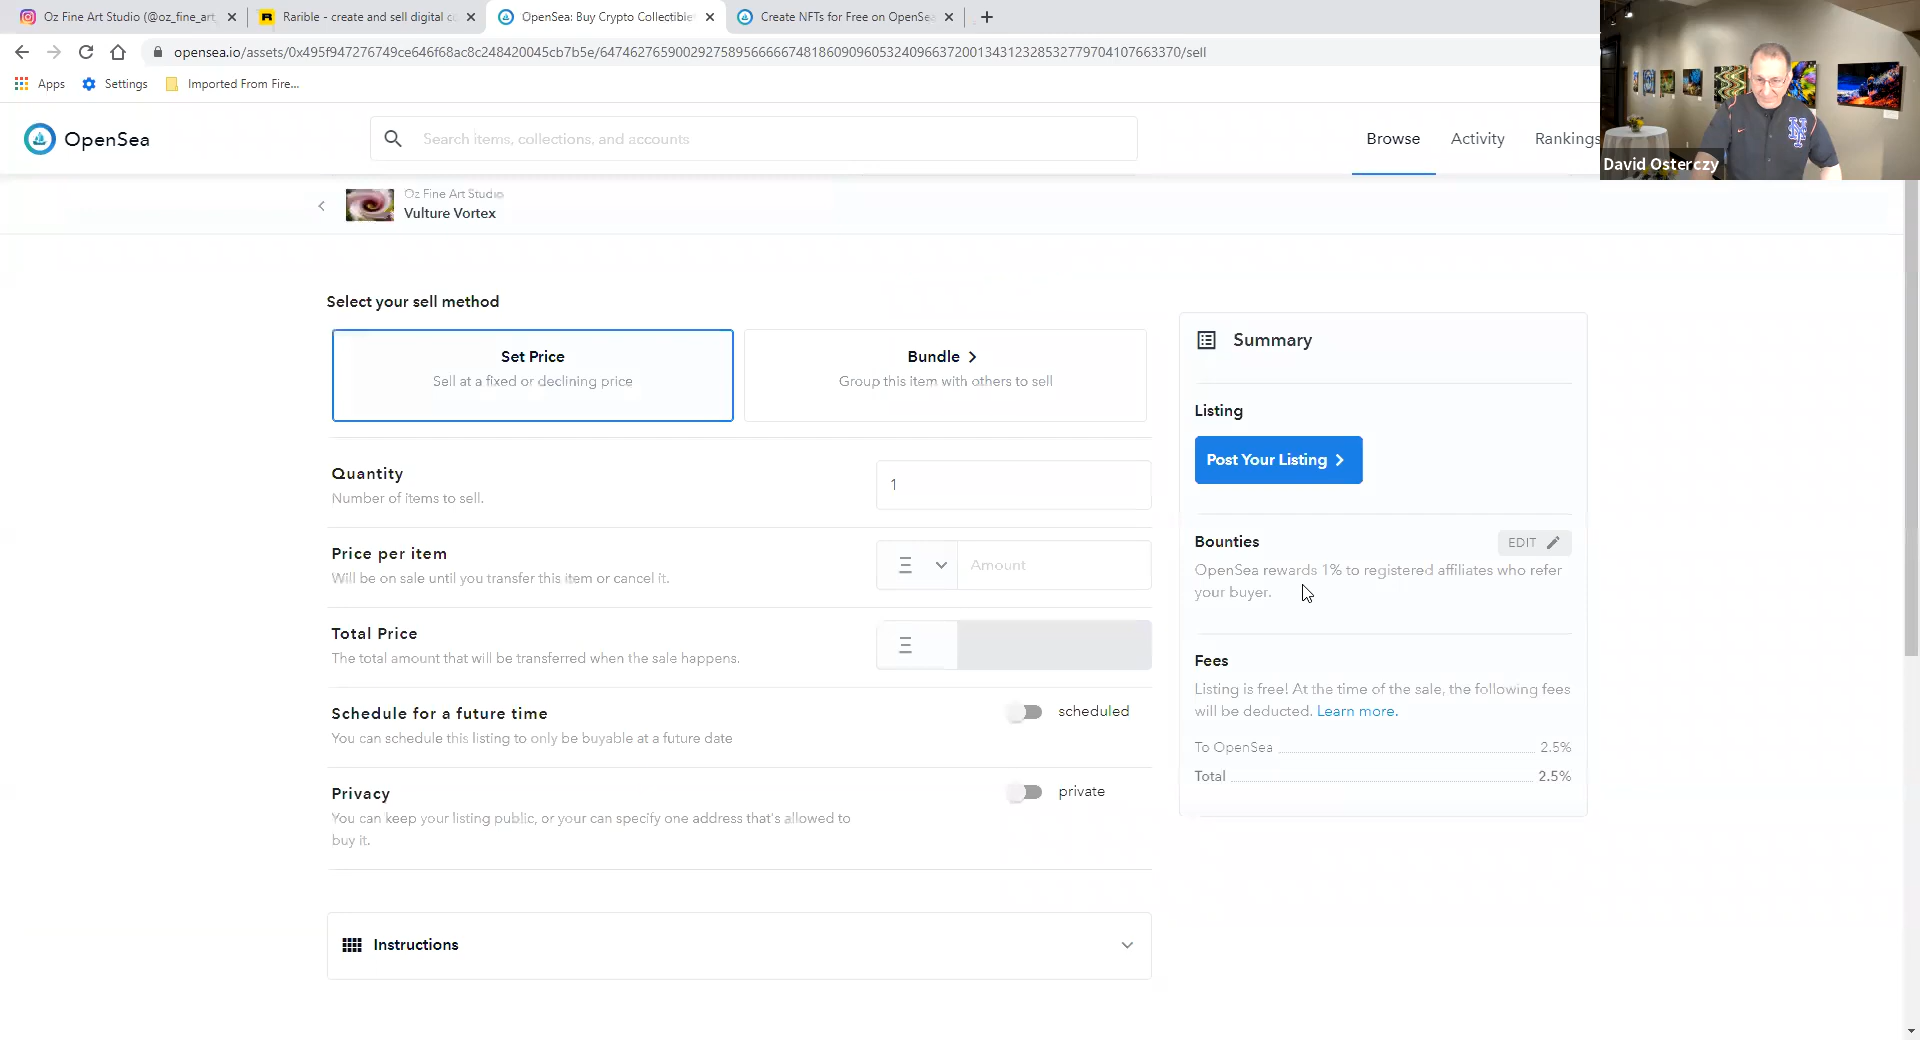 Oz Fine Art Studio (@oz_fine_art
Rarible - create and sell digital co
OpenSea: Buy Crypto Collectible
Create NFTs for Free on OpenSea
opensea.io/assets/0x495f947276749ce646f68ac8c248420045cb7b5e/64746276590029275895666667481860909605324096637200134312328532779704107663370/sell
Apps
Settings
Imported From Fire...
OpenSea
Search items, collections, and accounts
Browse
Activity
Rankings
David Osterczy
Oz Fine Art Studio
Vulture Vortex
Select your sell method
Set Price
Sell at a fixed or declining price
Bundle
Group this item with others to sell
Quantity
Number of items to sell.
1
Price per item
Will be on sale until you transfer this item or cancel it.
Amount
Total Price
The total amount that will be transferred when the sale happens.
Schedule for a future time
You can schedule this listing to only be buyable at a future date
scheduled
Privacy
You can keep your listing public, or your can specify one address that's allowed to
buy it.
private
Instructions
Summary
Listing
Post Your Listing
Bounties
EDIT
OpenSea rewards 1% to registered affiliates who refer
your buyer.
Fees
Listing is free! At the time of the sale, the following fees
will be deducted. Learn more.
To OpenSea 2.5%
Total 2.5%